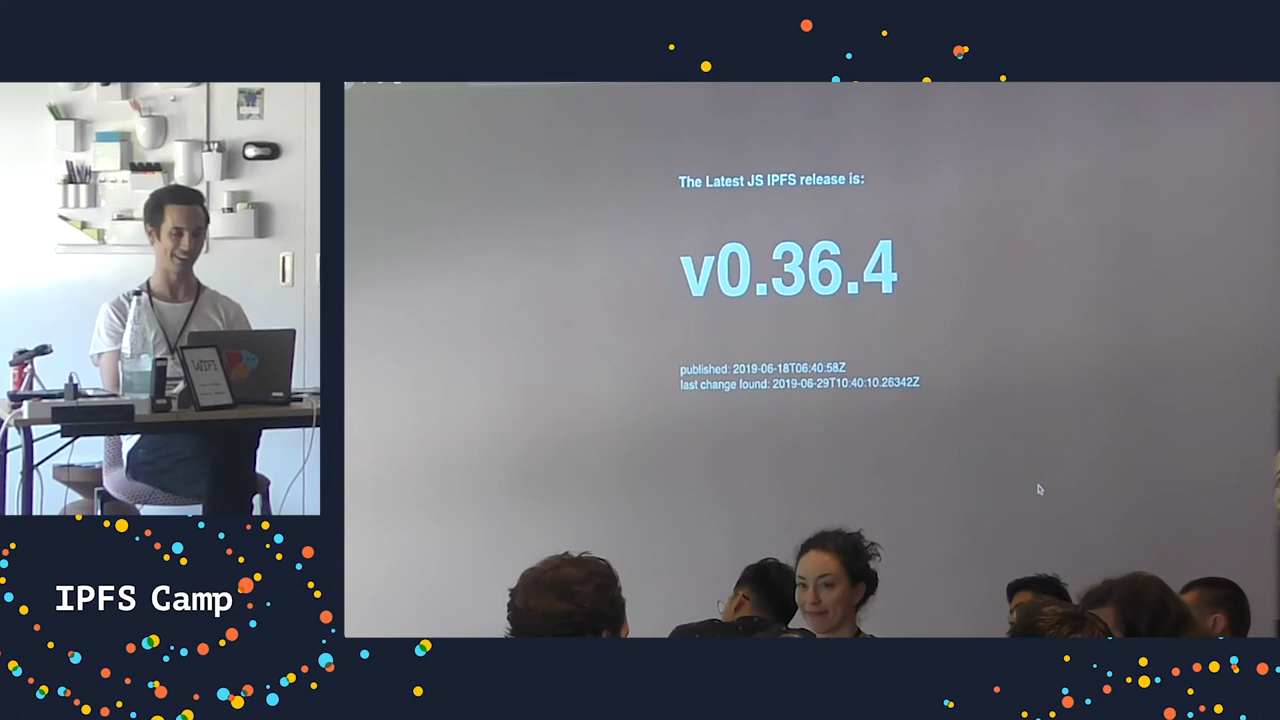 The Latest JS IPFS release is:
v0.36.4
published: 2019-06-18T06:40:58Z
last change found: 2019-06-29T10:40:10.26342Z
WIFI
IPFS Camp